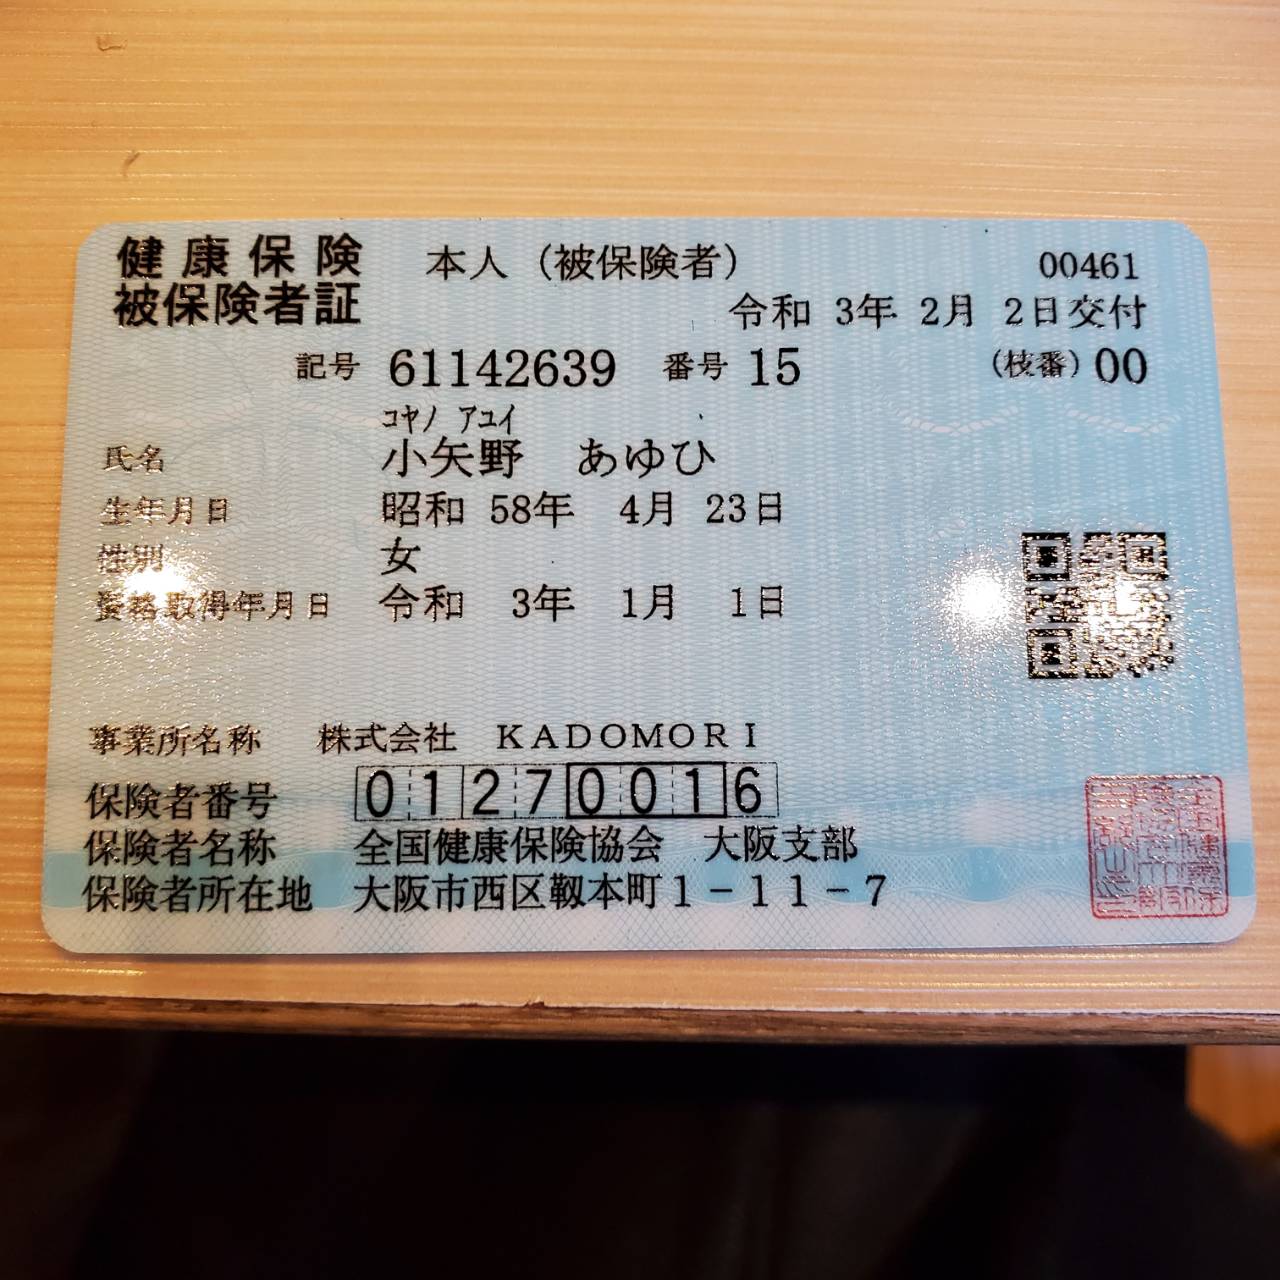 健康保険 本人（被保険者） 00461
被保険者証 令和 3年 2月 2日交付
記号 61142639 番号 15 (枝番) 00
ｺﾔﾉ ｱﾕｲ
氏名 小矢野 あゆひ
生年月日 昭和 58年 4月 23日
性別 女
資格取得年月日 令和 3年 1月 1日
事業所名称 株式会社 ＫＡＤＯＭＯＲＩ
保険者番号 01270016
保険者名称 全国健康保険協会 大阪支部
保険者所在地 大阪市西区靱本町１－１１－７